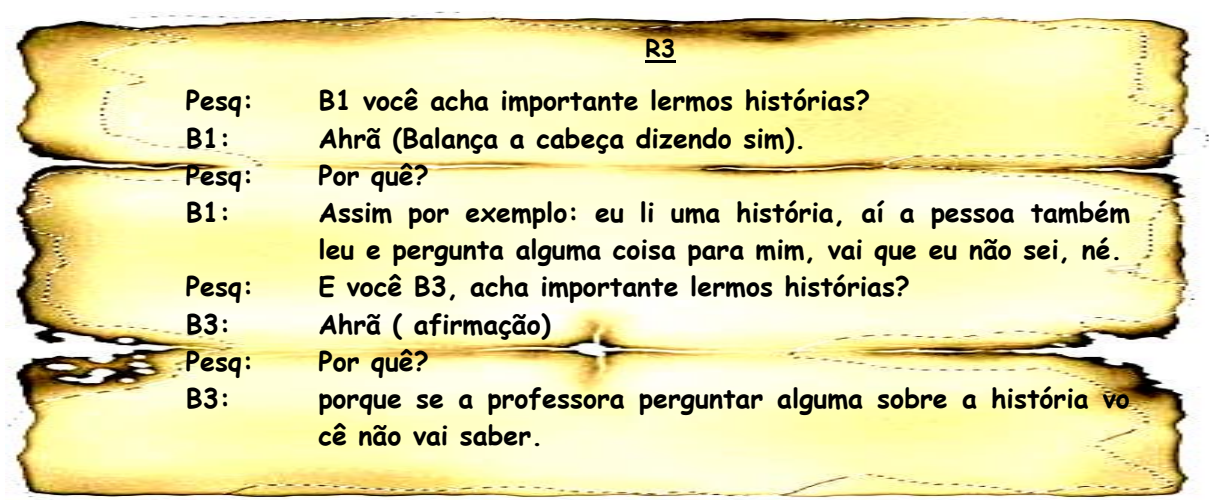 R3
Pesq: B1 você acha importante lermos histórias?
B1: Ahrã (Balança a cabeça dizendo sim).
Pesq: Por quê?
B1: Assim por exemplo: eu li uma história, aí a pessoa também
leu e pergunta alguma coisa para mim, vai que eu não sei, né.
Pesq: E você B3, acha importante lermos histórias?
B3: Ahrã ( afirmação)
Pesq: Por quê?
B3: porque se a professora perguntar alguma sobre a história vo
cê não vai saber.